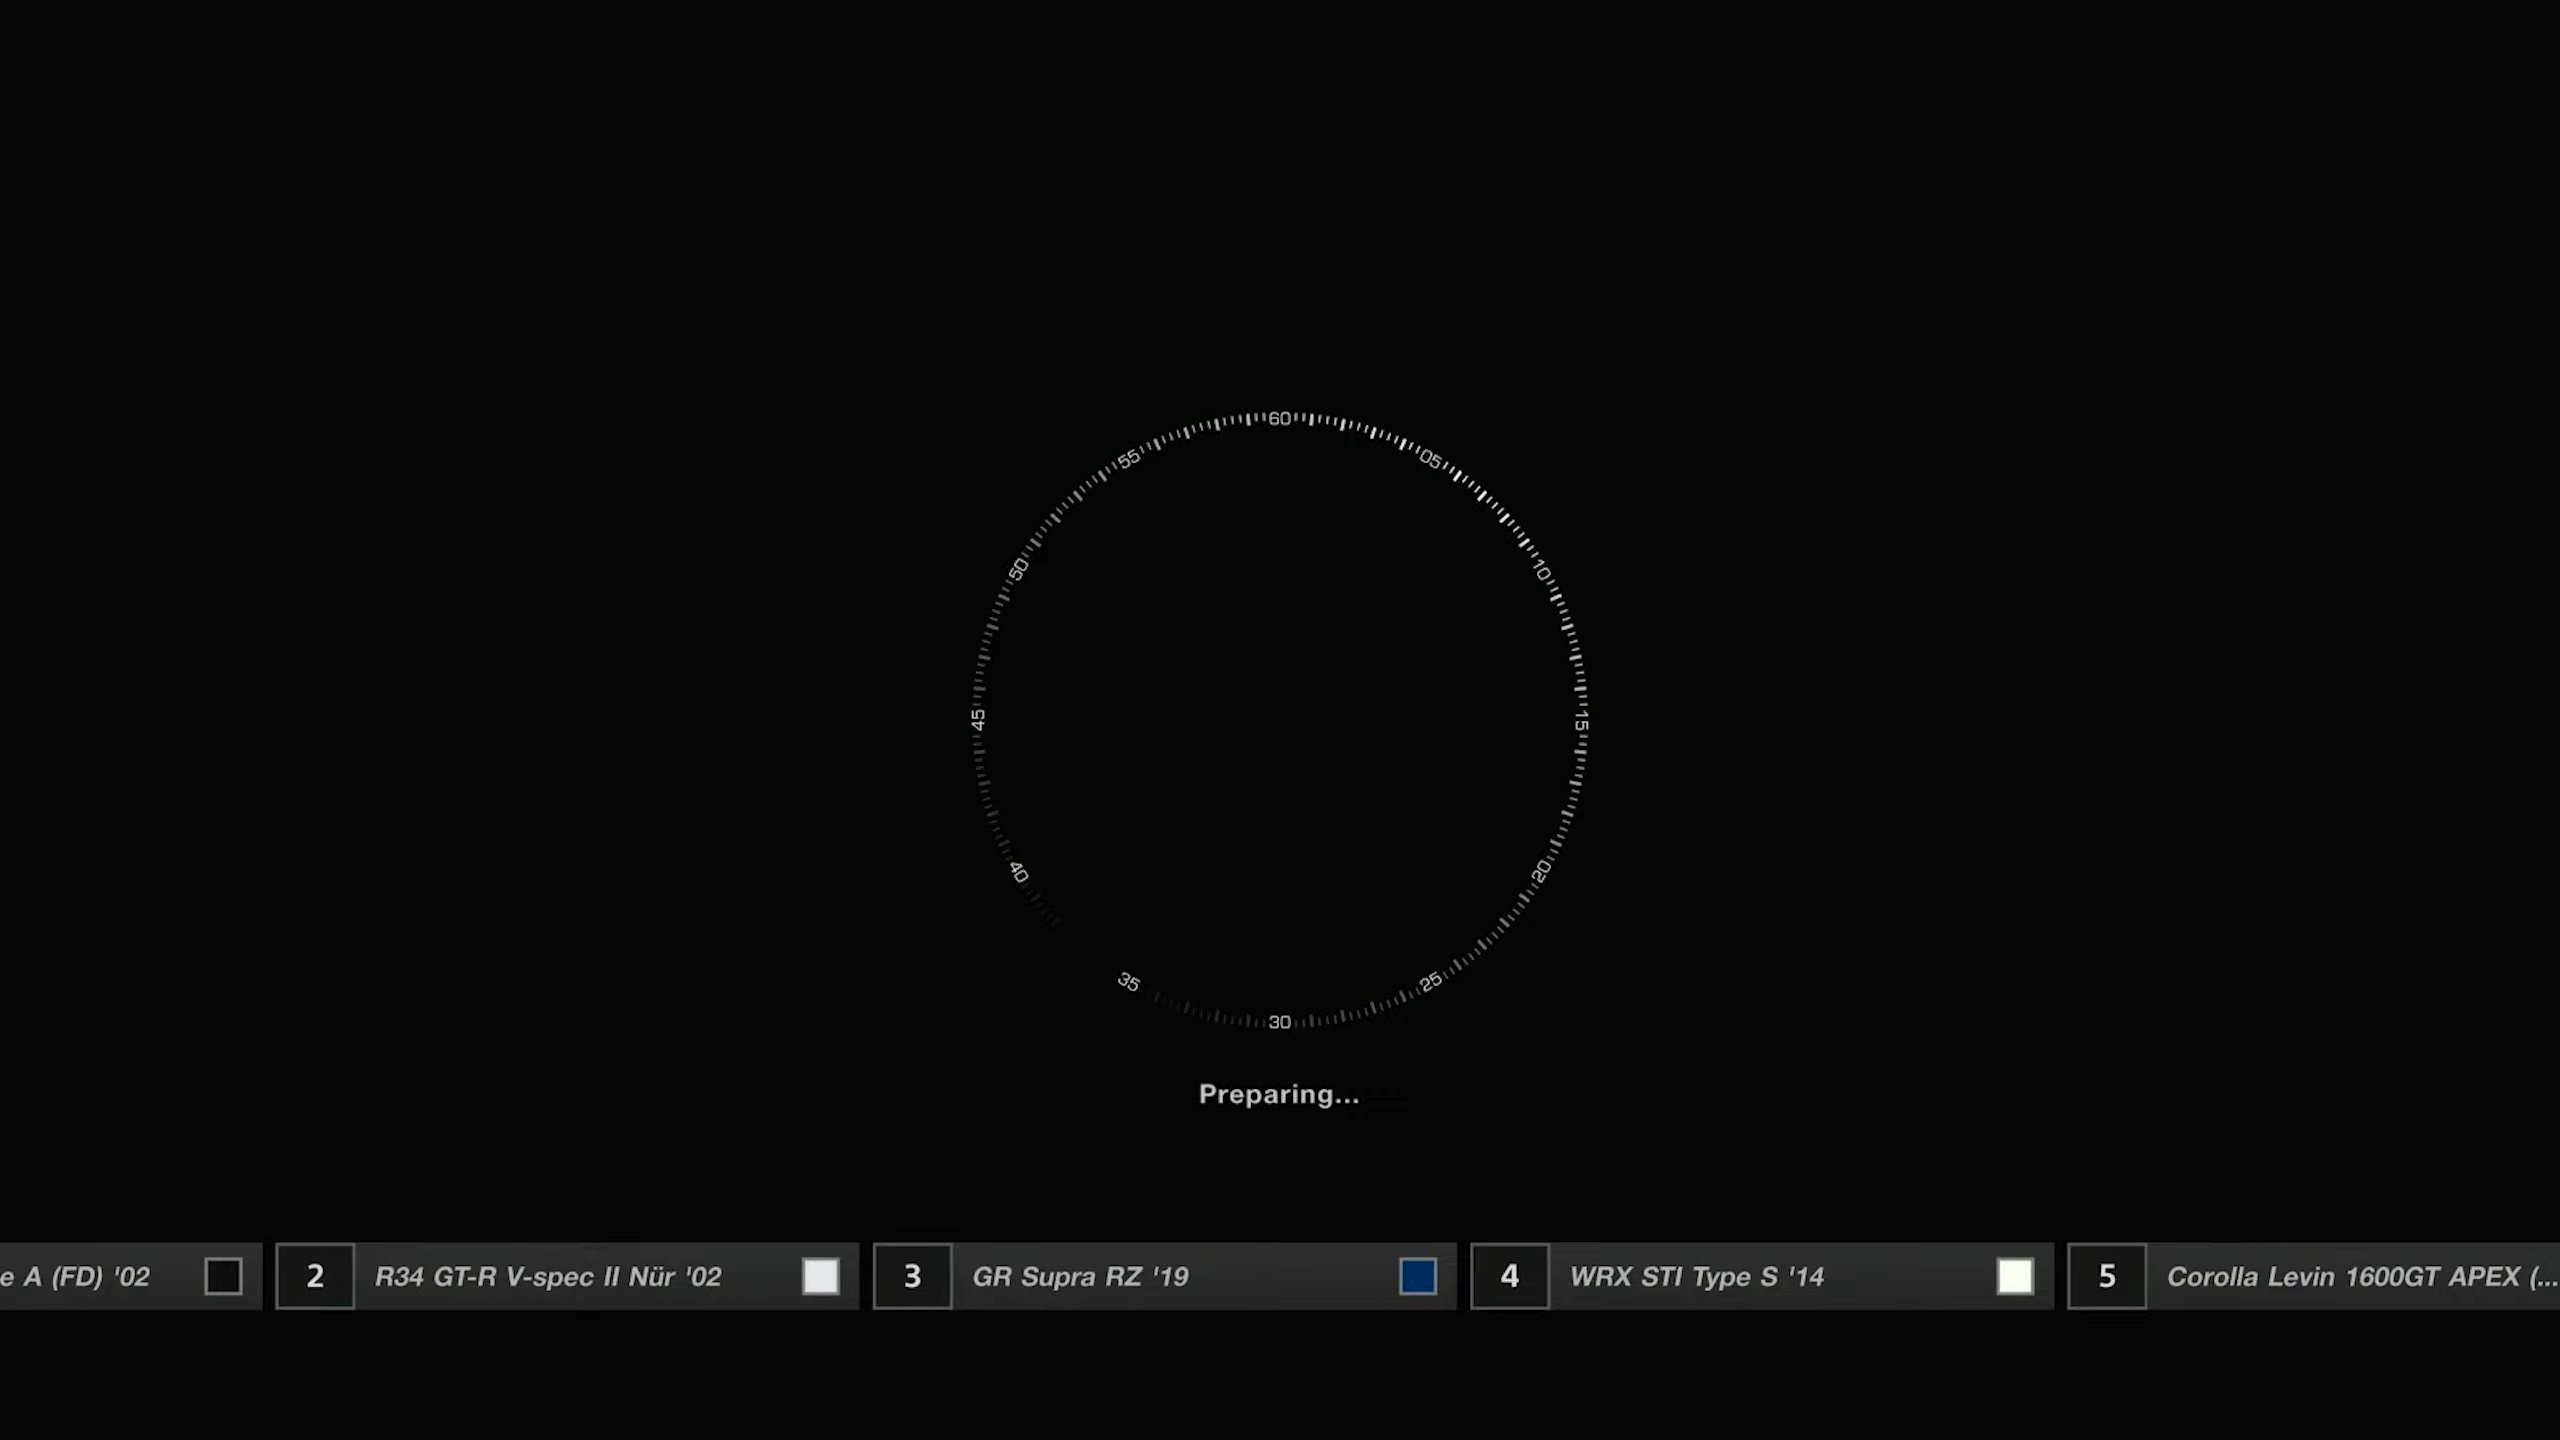 60
55
05
50
10
45
15
40
20
35
25
30
Preparing...
e A (FD) '02
2 R34 GT-R V-spec II Nür '02
3 GR Supra RZ '19
4 WRX STI Type S '14
5 Corolla Levin 1600GT APEX (...